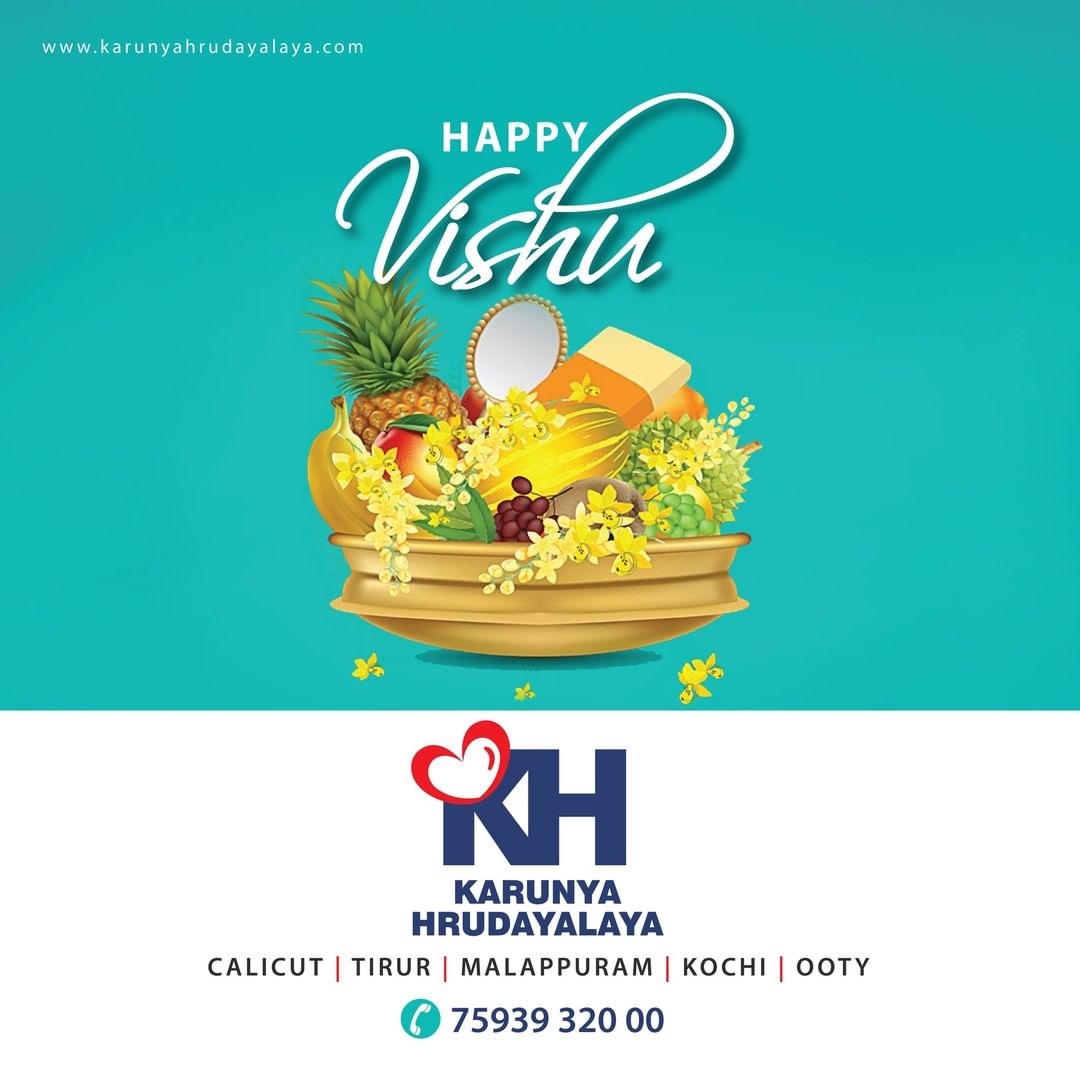 www.karunyahrudayalaya.com
HAPPY
Vishu
KH
KARUNYA
HRUDAYALAYA
CALICUT | TIRUR | MALAPPURAM | KOCHI | OOTY
75939 320 00